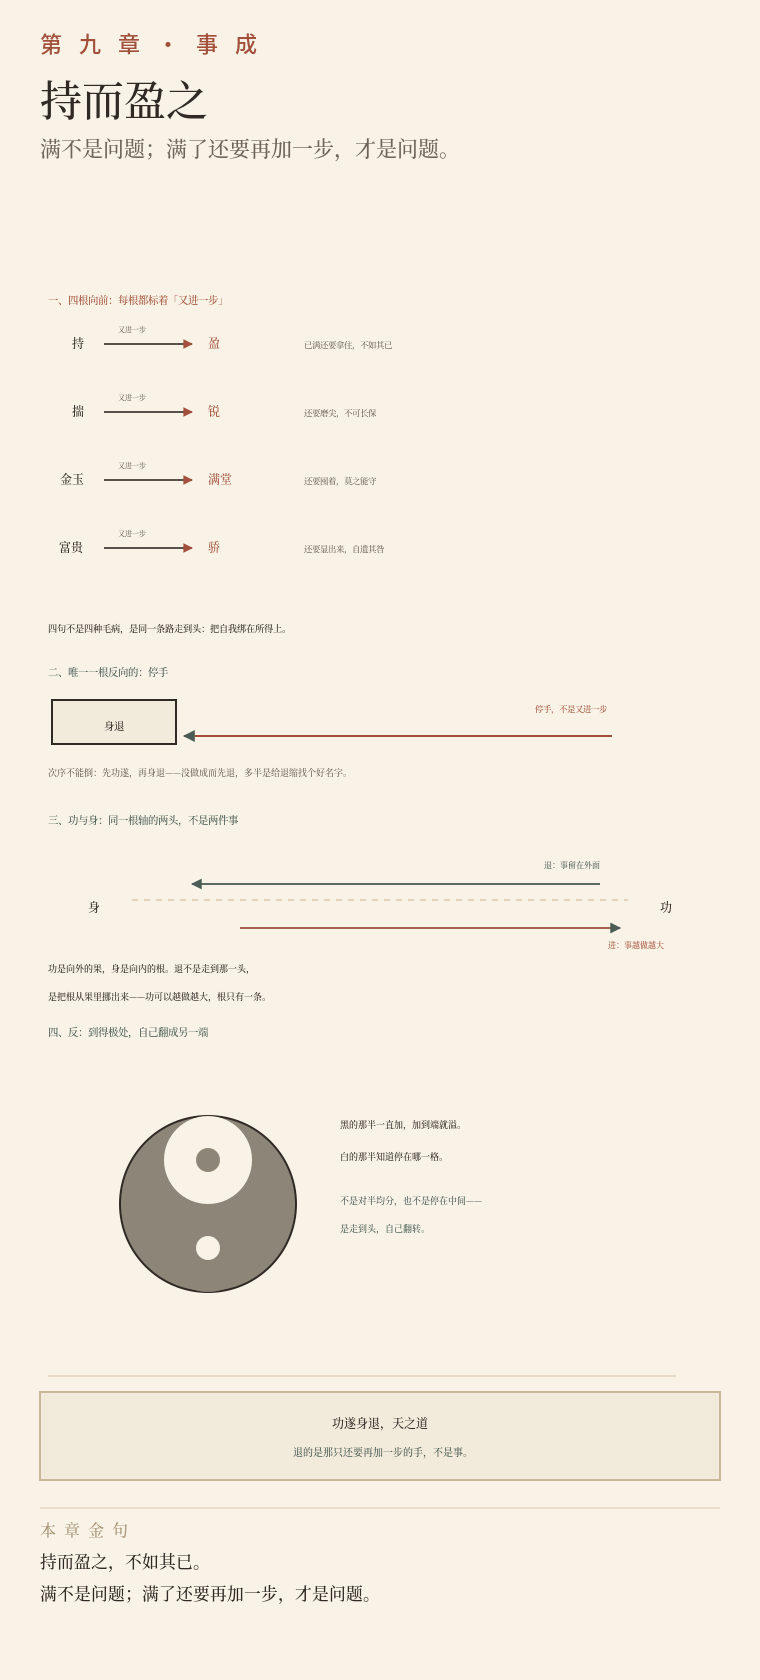 第九章·事成
持而盈之
满不是问题；满了还要再加一步，才是问题。
一、四根向前：每根都标着「又进一步」
又进一步
持 盈 已满还要拿住，不如其已
又进一步
揣 锐 还要磨尖，不可长保
又进一步
金玉 满堂 还要囤着，莫之能守
又进一步
富贵 骄 还要显出来，自遗其咎
四句不是四种毛病，是同一条路走到头：把自我绑在所得上。
二、唯一一根反向的：停手
停手，不是又进一步
身退
次序不能倒：先功遂，再身退——没做成而先退，多半是给退缩找个好名字。
三、功与身：同一根轴的两头，不是两件事
退：事留在外面
身 功
进：事越做越大
功是向外的果，身是向内的根。退不是走到那一头，
是把根从果里挪出来——功可以越做越大，根只有一条。
四、反：到得极处，自己翻成另一端
黑的那半一直加，加到端就溢。
白的那半知道停在哪一格。
不是对半均分，也不是停在中间——
是走到头，自己翻转。
功遂身退，天之道
退的是那只还要再加一步的手，不是事。
本章金句
持而盈之，不如其已。
满不是问题；满了还要再加一步，才是问题。